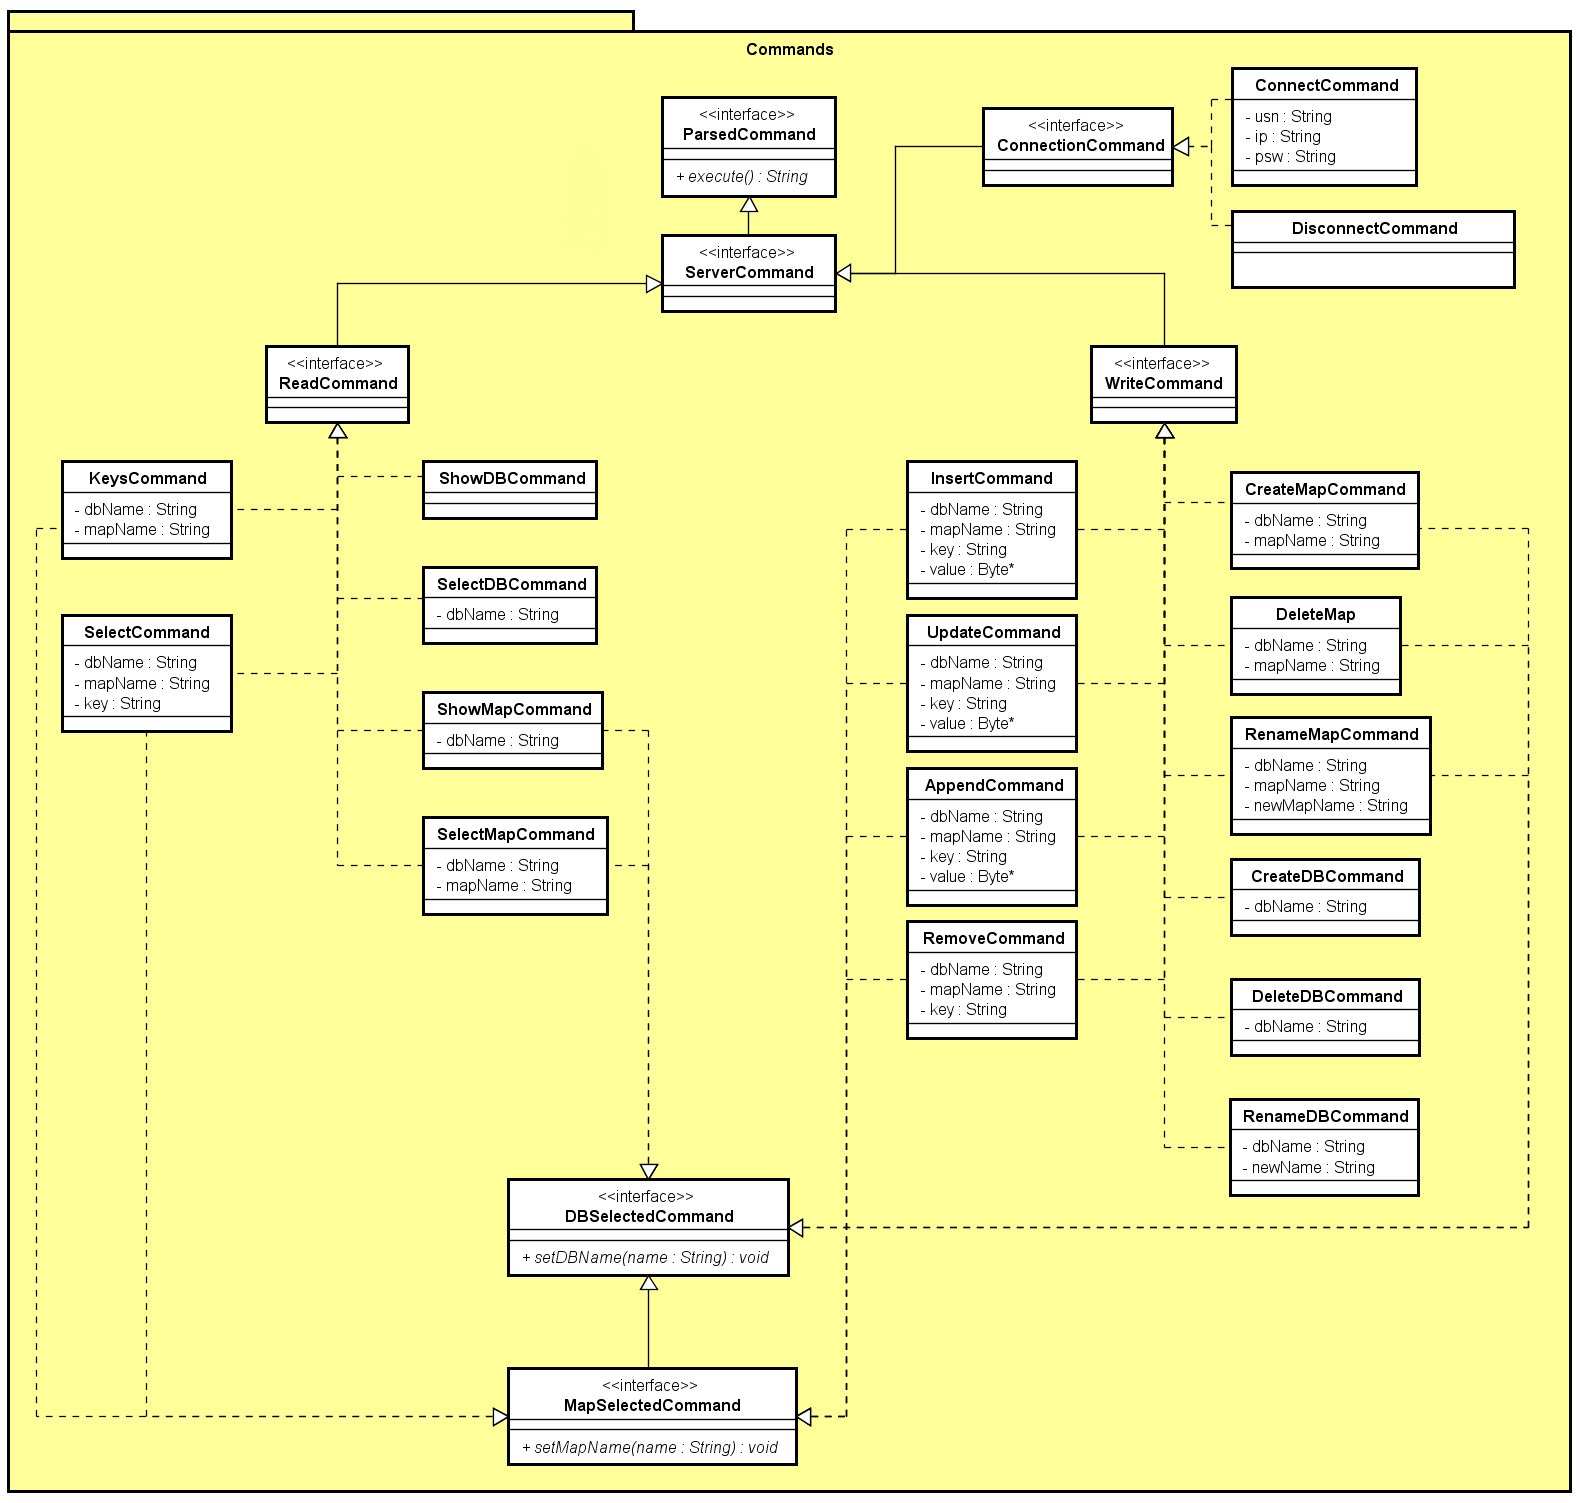 Commands
<<interface>>
ParsedCommand
+ execute() : String
<<interface>>
ConnectionCommand
ConnectCommand
- usn : String
- ip : String
- psw : String
DisconnectCommand
<<interface>>
ServerCommand
<<interface>>
ReadCommand
<<interface>>
WriteCommand
KeysCommand
- dbName : String
- mapName : String
SelectCommand
- dbName : String
- mapName : String
- key : String
ShowDBCommand
SelectDBCommand
- dbName : String
ShowMapCommand
- dbName : String
SelectMapCommand
- dbName : String
- mapName : String
InsertCommand
- dbName : String
- mapName : String
- key : String
- value : Byte*
UpdateCommand
- dbName : String
- mapName : String
- key : String
- value : Byte*
AppendCommand
- dbName : String
- mapName : String
- key : String
- value : Byte*
RemoveCommand
- dbName : String
- mapName : String
- key : String
CreateMapCommand
- dbName : String
- mapName : String
DeleteMap
- dbName : String
- mapName : String
RenameMapCommand
- dbName : String
- mapName : String
- newMapName : String
CreateDBCommand
- dbName : String
DeleteDBCommand
- dbName : String
RenameDBCommand
- dbName : String
- newName : String
<<interface>>
DBSelectedCommand
+ setDBName(name : String) : void
<<interface>>
MapSelectedCommand
+ setMapName(name : String) : void